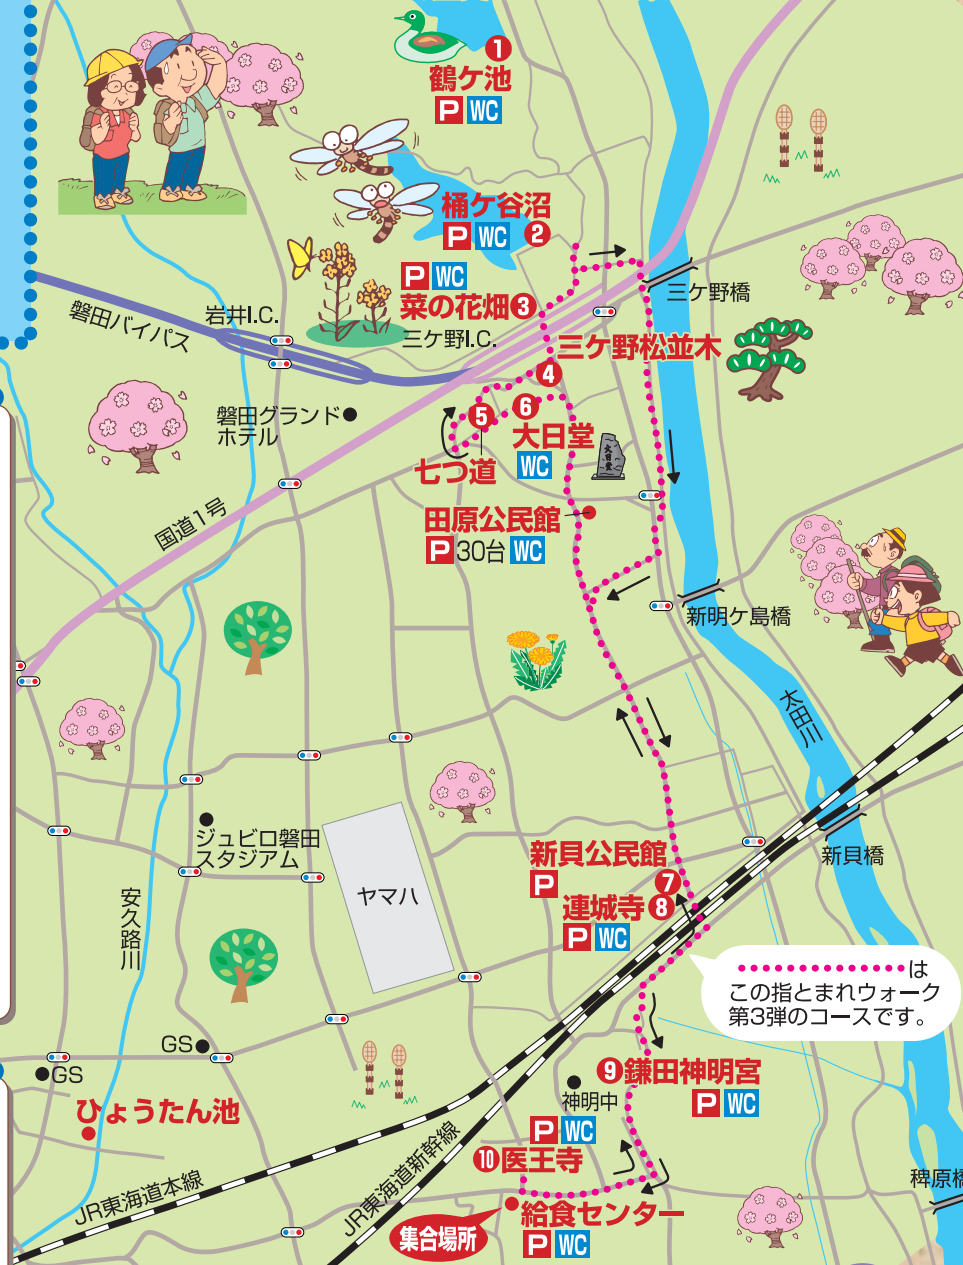 1
鶴ケ池
P WC
桶ケ谷沼
P WC 2
P WC
菜の花畑 3
三ケ野橋
磐田バイパス
岩井I.C.
三ケ野I.C.
三ケ野松並木
4
磐田グランド
ホテル
5
6
大日堂
WC
大日堂
七つ道
国道1号
田原公民館
P 30台 WC
新明ケ島橋
太田川
ジュビロ磐田
スタジアム
ヤマハ
新貝公民館
P 7
連城寺 8
P WC
新貝橋
安久路川
••••••••••••••は
この指とまれウォーク
第3弾のコースです。
GS
GS
ひょうたん池
9 鎌田神明宮
P WC
神明中
P WC
10 医王寺
JR東海道本線
JR東海道新幹線
集合場所
給食センター
P WC
稗原橋